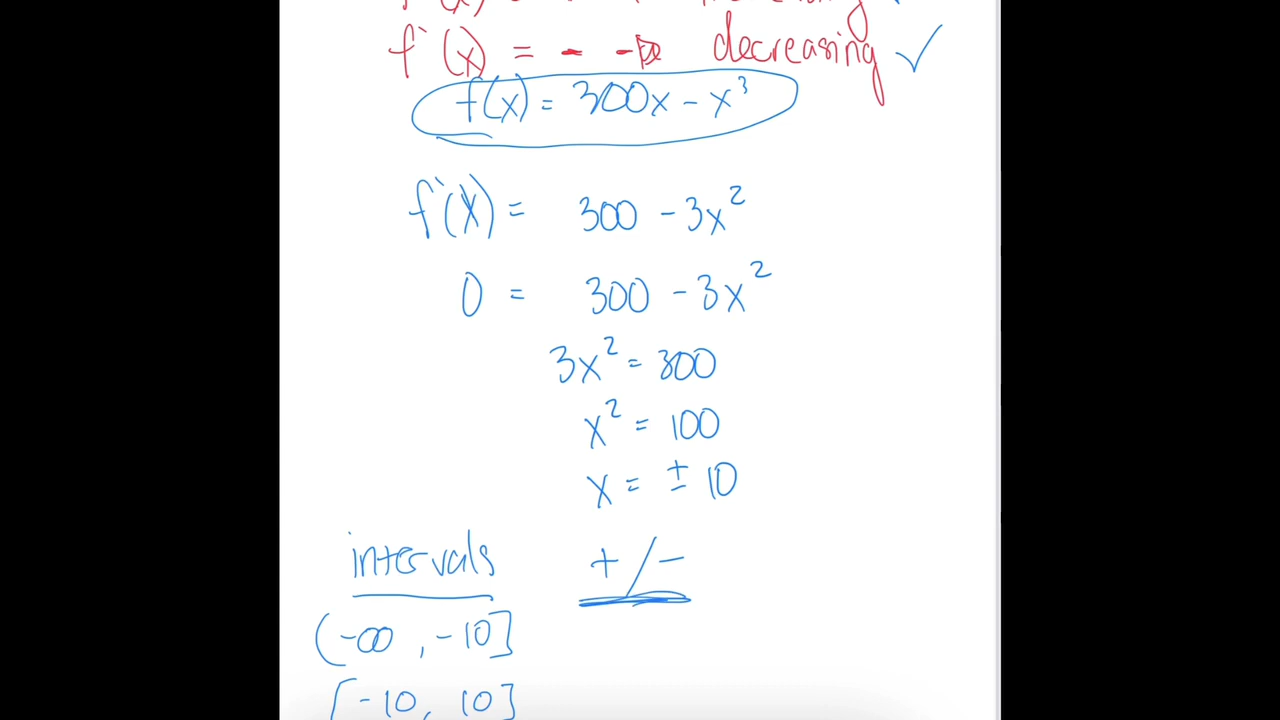 f'(x) = - → decreasing ✓
f(x) = 300x - x³
f'(x) = 300 - 3x²
0 = 300 - 3x²
3x² = 300
x² = 100
x = ± 10
intervals + / -
(-∞, -10]
[-10, 10]